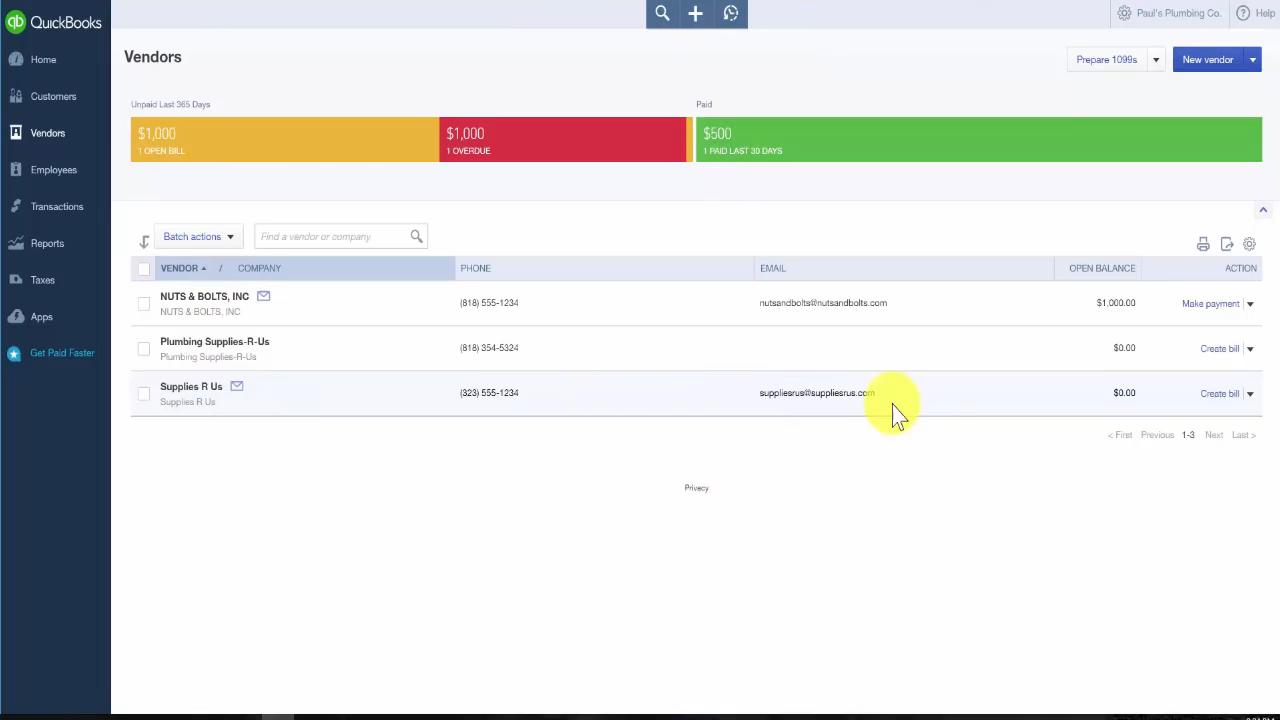 qb QuickBooks
Paul's Plumbing Co. ? Help
Home
Customers
Vendors
Employees
Transactions
Reports
Taxes
Apps
Get Paid Faster
Vendors
Prepare 1099s New vendor
Unpaid Last 365 Days Paid
$1,000 $1,000 $500
1 OPEN BILL 1 OVERDUE 1 PAID LAST 30 DAYS
Batch actions Find a vendor or company
VENDOR / COMPANY PHONE EMAIL OPEN BALANCE ACTION
NUTS & BOLTS, INC (818) 555-1234 nutsandbolts@nutsandbolts.com $1,000.00 Make payment
NUTS & BOLTS, INC
Plumbing Supplies-R-Us (818) 354-5324 $0.00 Create bill
Plumbing Supplies-R-Us
Supplies R Us (323) 555-1234 suppliesrus@suppliesrus.com $0.00 Create bill
Supplies R Us
< First Previous 1-3 Next Last >
Privacy